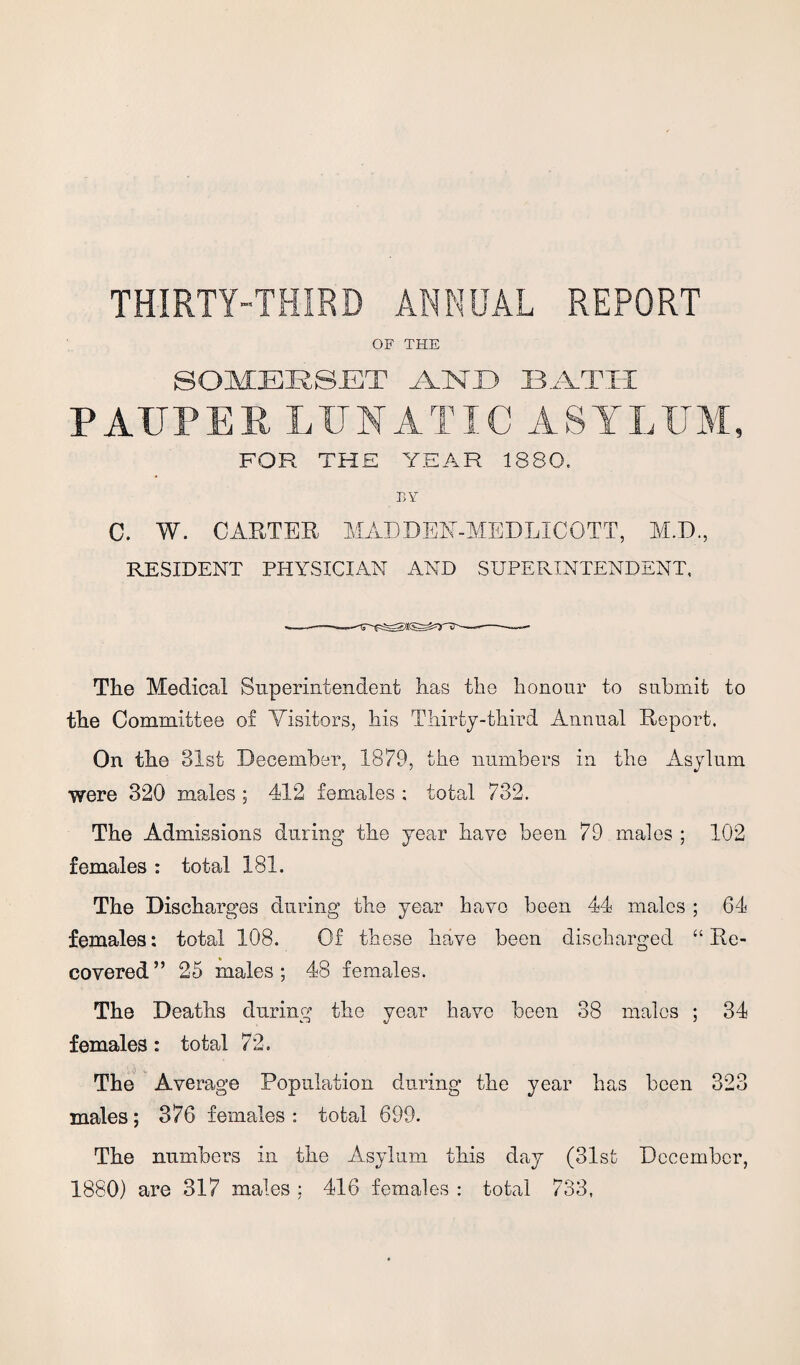 THIRTY-THIRD ANNUAL REPORT
OF THE
SOMERSET AND BATH
PAUPER LUNATIC ASYLUM,
FOR THE YEAR 1880.
BY
C. W. CARTER MADDEN-MEDLICOTT, M.D.,
RESIDENT PHYSICIAN AND SUPERINTENDENT,
The Medical Superintendent has the honour to submit to
the Committee of Visitors, his Thirty-third Annual Report.
On the 31st December, 1879, the numbers in the Asylum
were 320 males ; 412 females : total 732.
The Admissions during the year have been 79 males ; 102
females : total 181.
The Discharges during the year have been 44 males ; 64
females: total 108. Of these have been discharged “Re-
covered” 25 males ; 48 females.
The Deaths during the year have been 38 males ; 34
females : total 72.
The Average Population during the year has been 323
males ; 376 females : total 699.
The numbers in the Asylum this day (31st December,
1880) are 317 males ; 416 females : total 733,